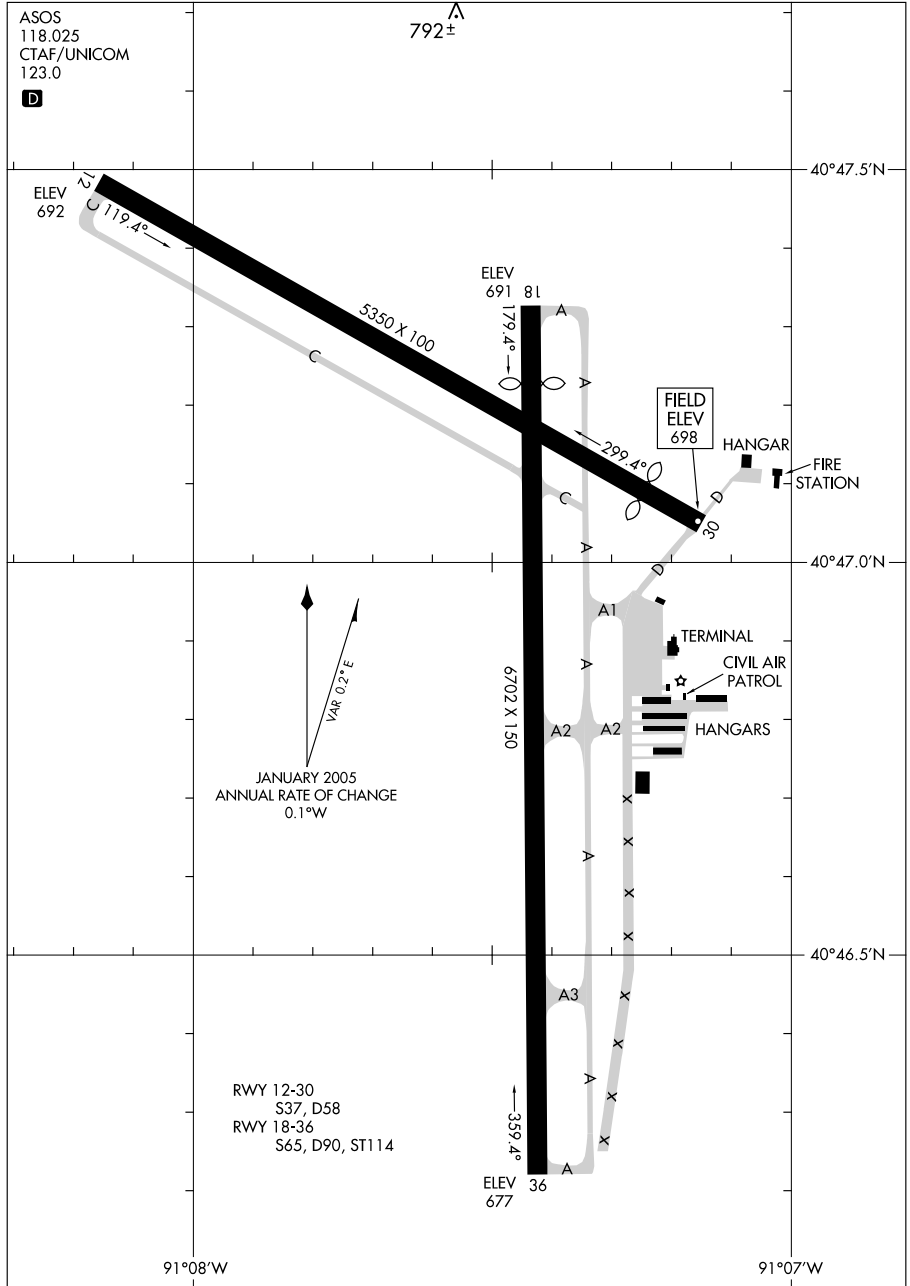 ASOS
118.025
CTAF/UNICOM
123.0
D
792±
40°47.5'N
12
ELEV
692
C
119.4°
5350 X 100
C
ELEV
691
18
A
179.4°
A
FIELD
ELEV
698
299.4°
HANGAR
FIRE
STATION
D
C
30
A
D
40°47.0'N
A1
VAR 0.2° E
TERMINAL
A
CIVIL AIR
PATROL
6702 X 150
A2
A2
HANGARS
JANUARY 2005
ANNUAL RATE OF CHANGE
0.1°W
X
X
A
X
X
40°46.5'N
A3
X
X
A
X
X
RWY 12-30
S37, D58
RWY 18-36
S65, D90, ST114
359.4°
A
ELEV
677
36
91°08'W
91°07'W